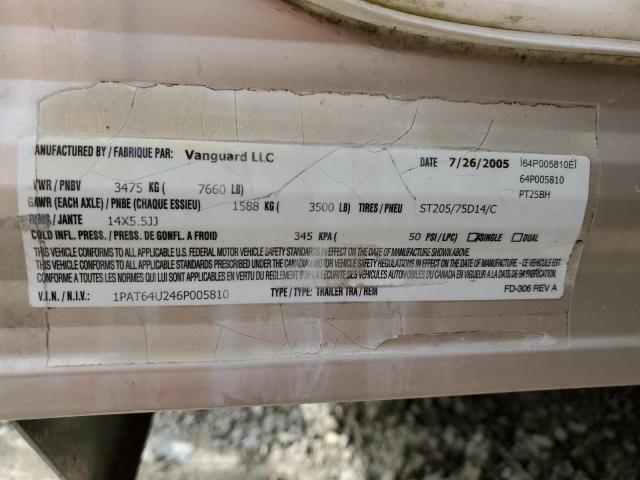 MANUFACTURED BY / FABRIQUE PAR: Vanguard LLC DATE 7/26/2005 I64P005810EI
VWR / PNBV 3475 KG ( 7660 LB) 64P005810
GAWR (EACH AXLE) / PNBE (CHAQUE ESSIEU) 1588 KG ( 3500 LB) TIRES / PNEU ST205/75D14/C PT25BH
/ JANTE 14X5.5JJ
COLD INFL. PRESS. / PRESS. DE GONFL. A FROID 345 KPA ( 50 PSI / LPC) SINGLE DUAL
THIS VEHICLE CONFORMS TO ALL APPLICABLE U.S. FEDERAL MOTOR VEHICLE SAFETY STANDARDS IN EFFECT ON THE DATE OF MANUFACTURE
THIS VEHICLE CONFORMS TO ALL APPLICABLE STANDARDS PRESCRIBED UNDER THE CANADIAN MOTOR VEHICLE SAFETY REGULATIONS IN EFFECT ON THE DATE OF MANUFACTURE - CE VEHICULE EST
CONFORME A TOUTES LES NORMES QUI LUI SONT APPLICABLES EN VERTU DU REGLEMENT SUR LA SECURITE DES VEHICULES AUTOMOBILES DU CANADA EN VIGUEUR A LA DATE DE SA FABRICATION.
V.I.N. / N.I.V.: 1PAT64U246P005810 TYPE / TYPE: TRAILER TRA / REM FD-306 REV A